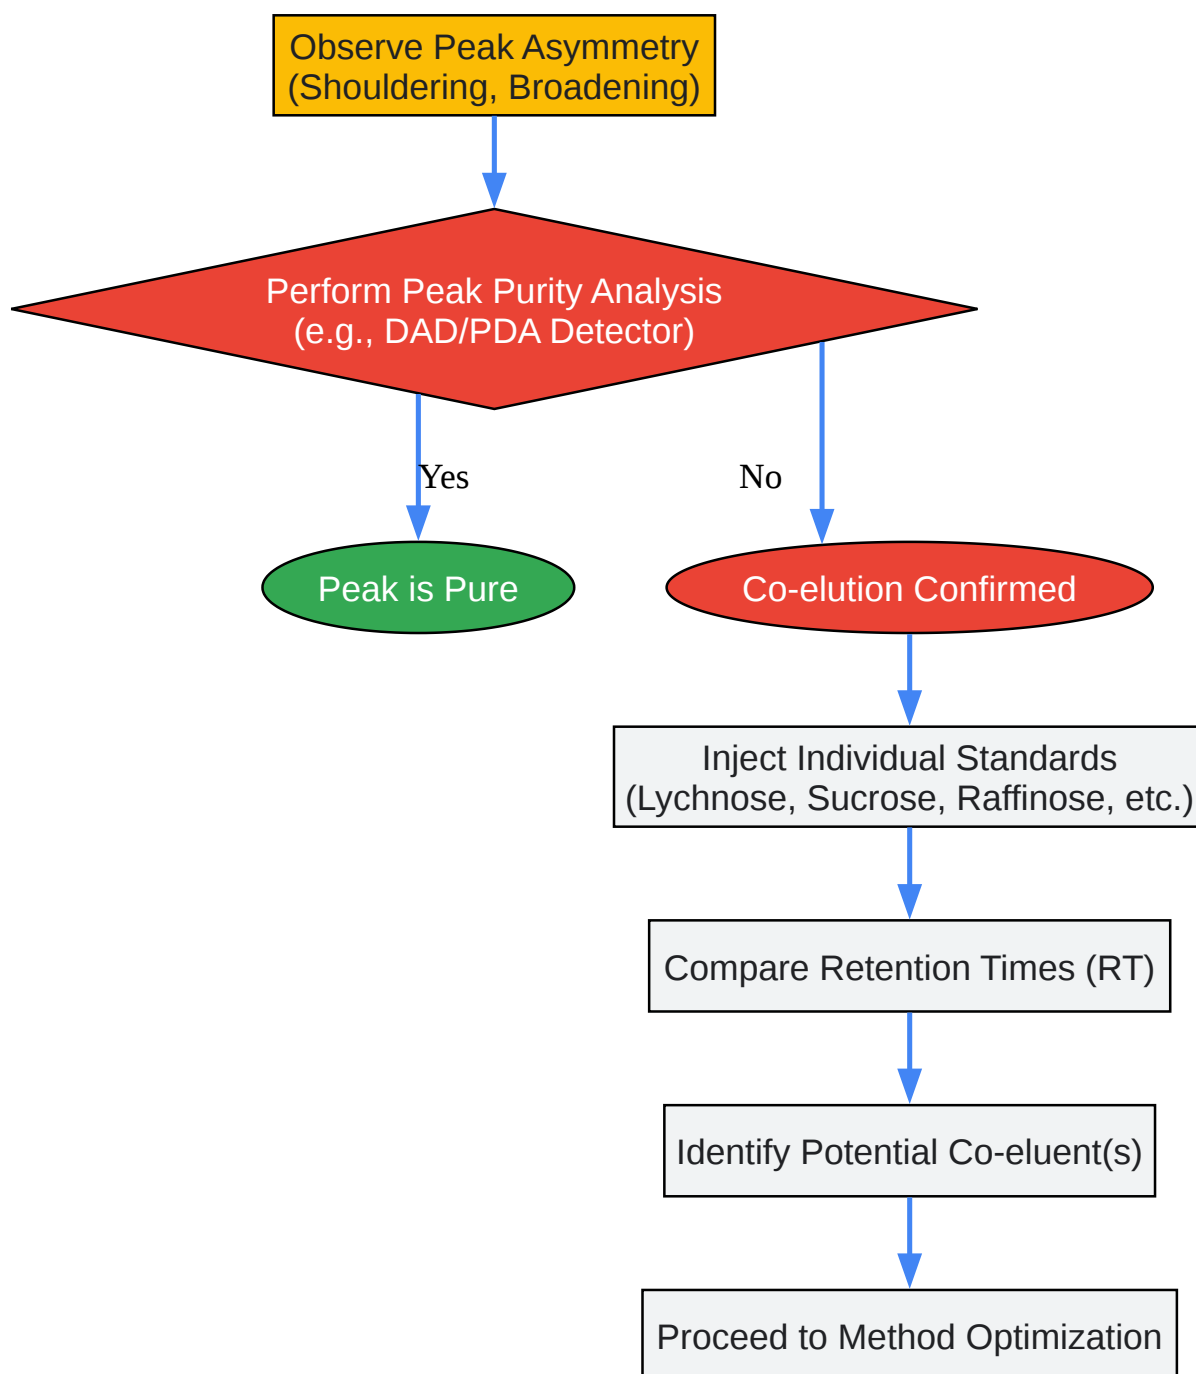 Observe Peak Asymmetry
(Shouldering, Broadening)
Perform Peak Purity Analysis
(e.g., DAD/PDA Detector)
Yes
No
Peak is Pure
Co-elution Confirmed
Inject Individual Standards
(Lychnose, Sucrose, Raffinose, etc.)
Compare Retention Times (RT)
Identify Potential Co-eluent(s)
Proceed to Method Optimization